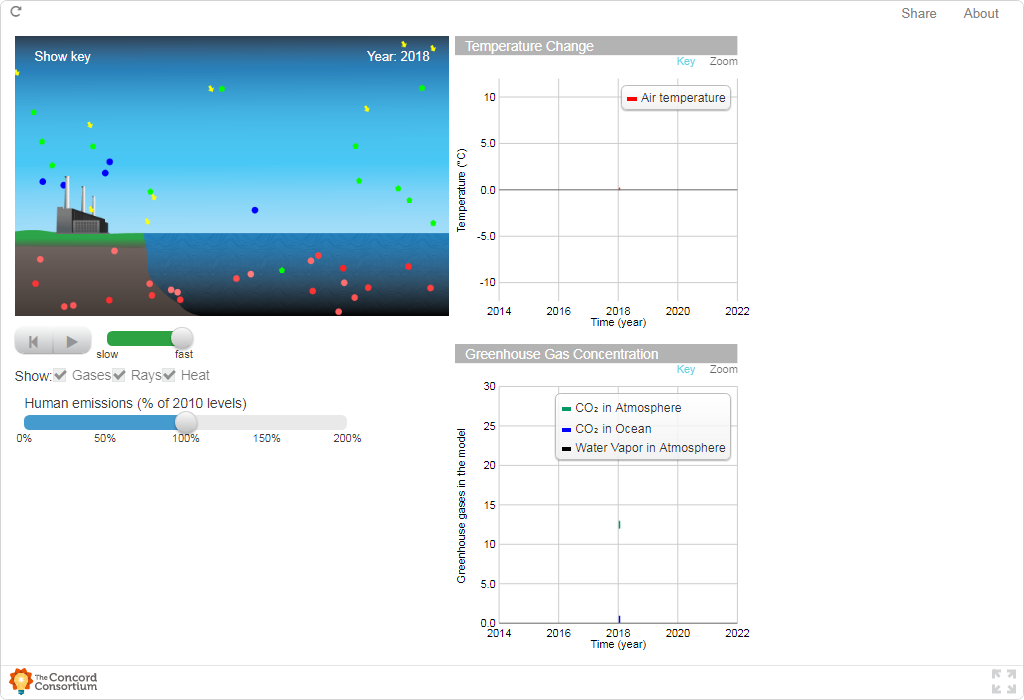 Share About
Show key
Year: 2018
slow fast
Show: Gases Rays Heat
Human emissions (% of 2010 levels)
0% 50% 100% 150% 200%
Temperature Change
Key Zoom
Air temperature
Temperature (°C)
10
5.0
0.0
-5.0
-10
2014 2016 2018 2020 2022
Time (year)
Greenhouse Gas Concentration
Key Zoom
CO₂ in Atmosphere
CO₂ in Ocean
Water Vapor in Atmosphere
Greenhouse gases in the model
30
25
20
15
10
5.0
0.0
2014 2016 2018 2020 2022
Time (year)
The Concord
Consortium